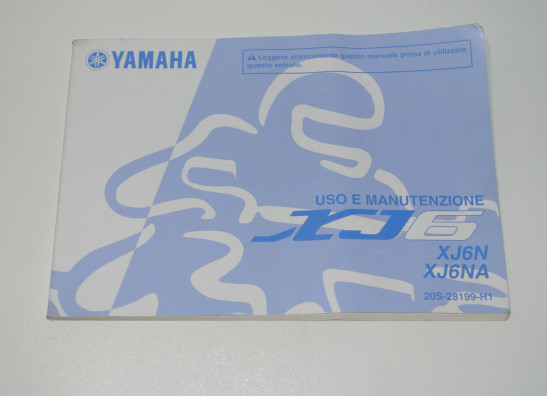 YAMAHA
⚠ Leggere attentamente questo manuale prima di utilizzare
questo veicolo.
USO E MANUTENZIONE
XJ6
XJ6N
XJ6NA
20S-28199-H1